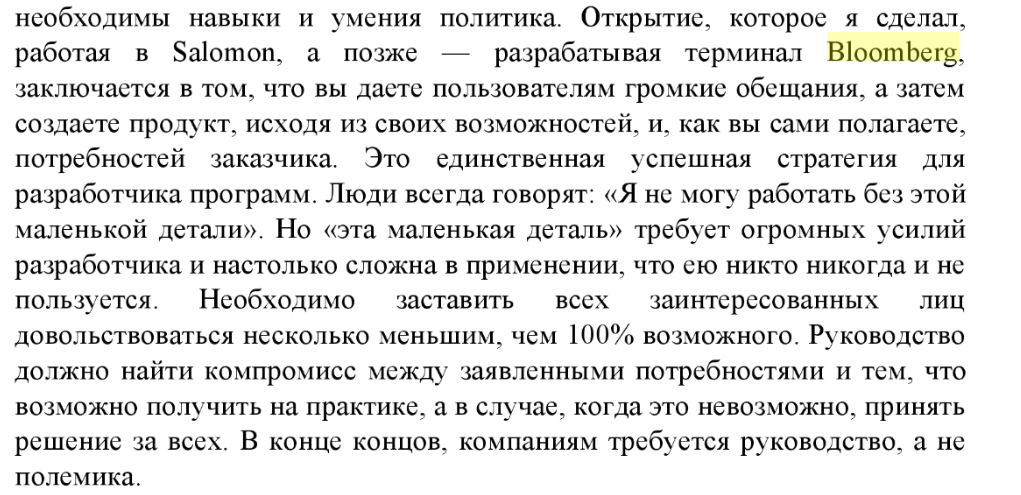 необходимы навыки и умения политика. Открытие, которое я сделал,
работая в Salomon, а позже — разрабатывая терминал Bloomberg,
заключается в том, что вы даете пользователям громкие обещания, а затем
создаете продукт, исходя из своих возможностей, и, как вы сами полагаете,
потребностей заказчика. Это единственная успешная стратегия для
разработчика программ. Люди всегда говорят: «Я не могу работать без этой
маленькой детали». Но «эта маленькая деталь» требует огромных усилий
разработчика и настолько сложна в применении, что ею никто никогда и не
пользуется. Необходимо заставить всех заинтересованных лиц
довольствоваться несколько меньшим, чем 100% возможного. Руководство
должно найти компромисс между заявленными потребностями и тем, что
возможно получить на практике, а в случае, когда это невозможно, принять
решение за всех. В конце концов, компаниям требуется руководство, а не
полемика.